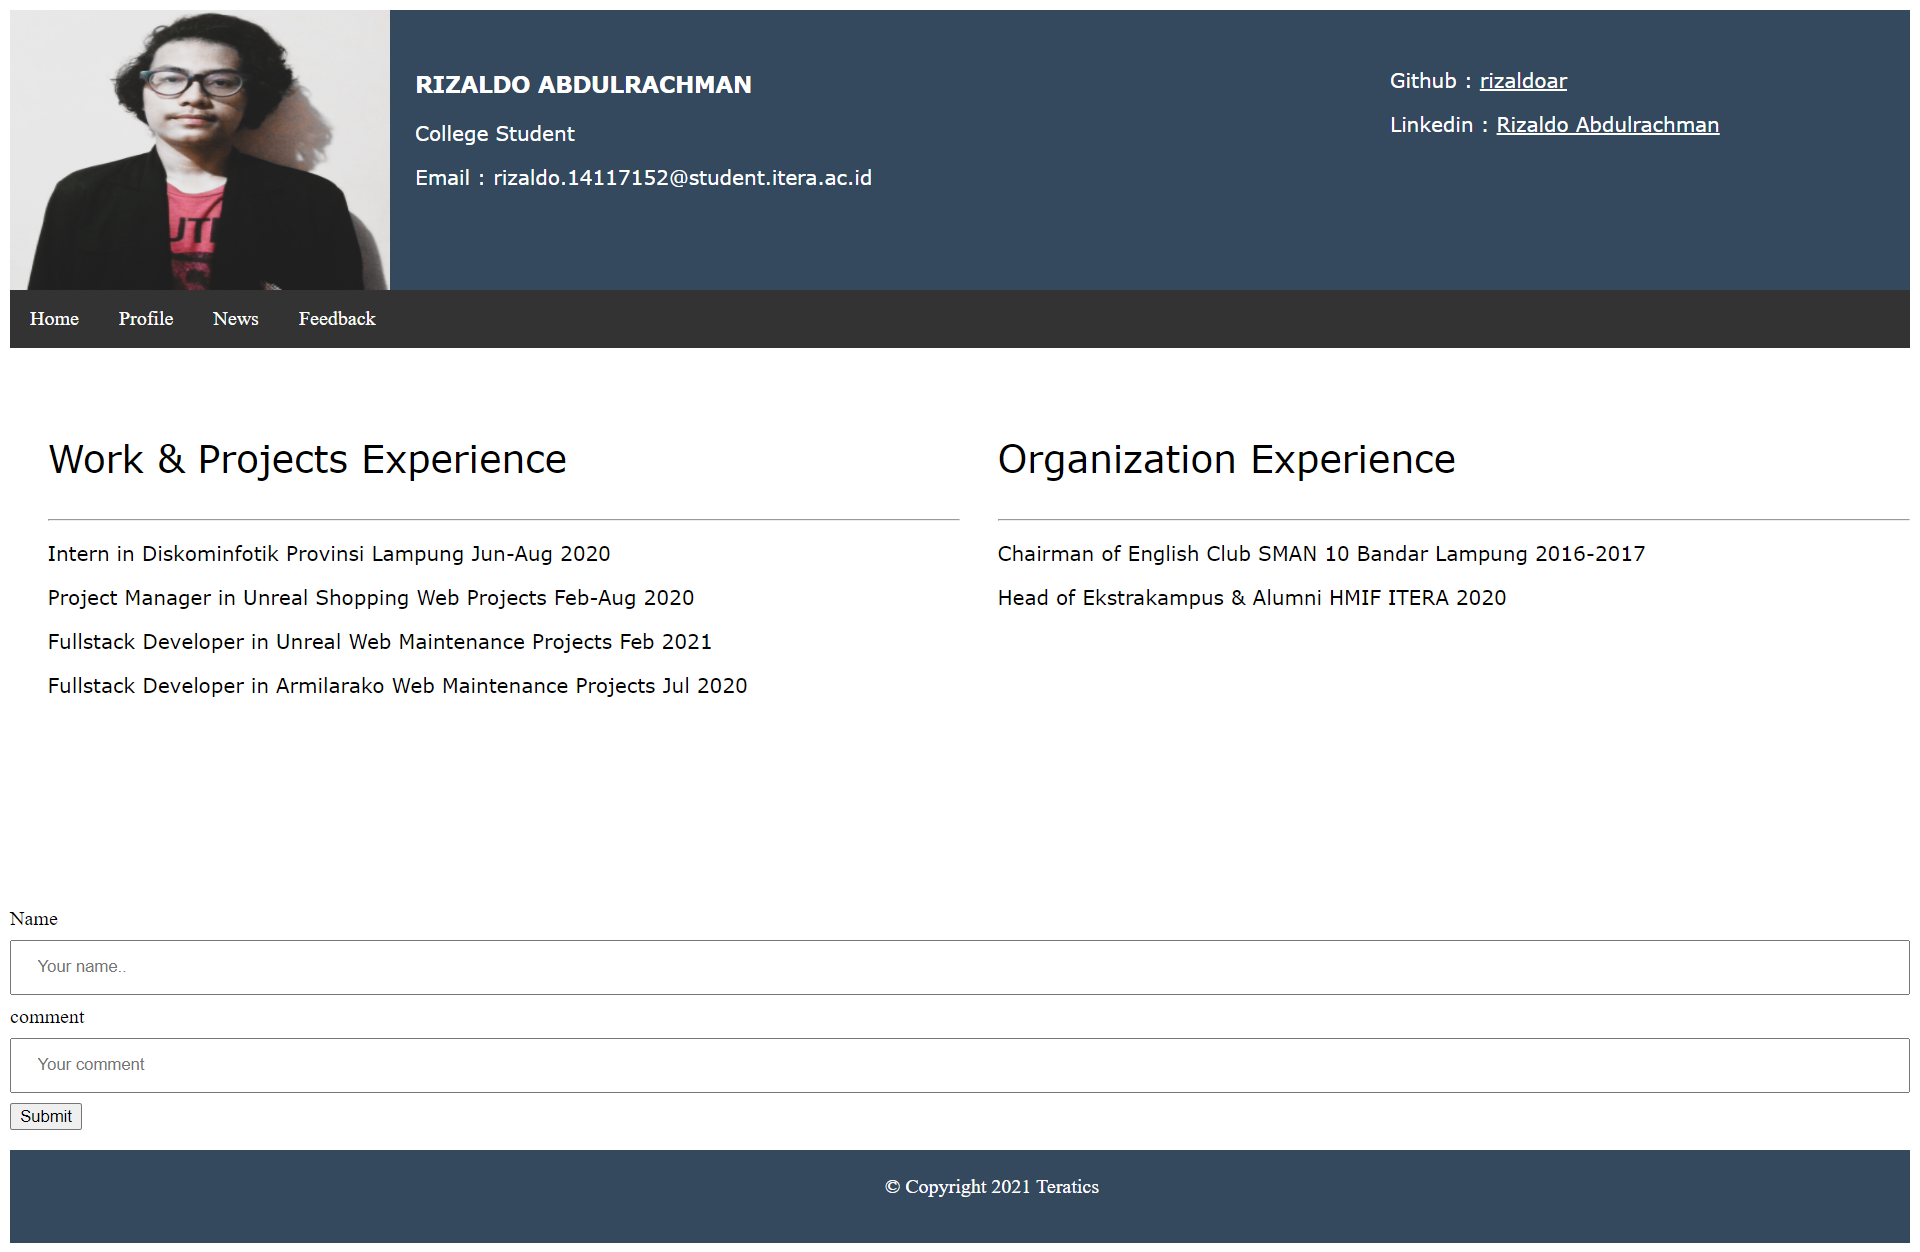 RIZALDO ABDULRACHMAN
College Student
Email : rizaldo.14117152@student.itera.ac.id
Github : rizaldoar
Linkedin : Rizaldo Abdulrachman
Home Profile News Feedback
Work & Projects Experience
Intern in Diskominfotik Provinsi Lampung Jun-Aug 2020
Project Manager in Unreal Shopping Web Projects Feb-Aug 2020
Fullstack Developer in Unreal Web Maintenance Projects Feb 2021
Fullstack Developer in Armilarako Web Maintenance Projects Jul 2020
Organization Experience
Chairman of English Club SMAN 10 Bandar Lampung 2016-2017
Head of Ekstrakampus & Alumni HMIF ITERA 2020
Name
Your name..
comment
Your comment
Submit
© Copyright 2021 Teratics